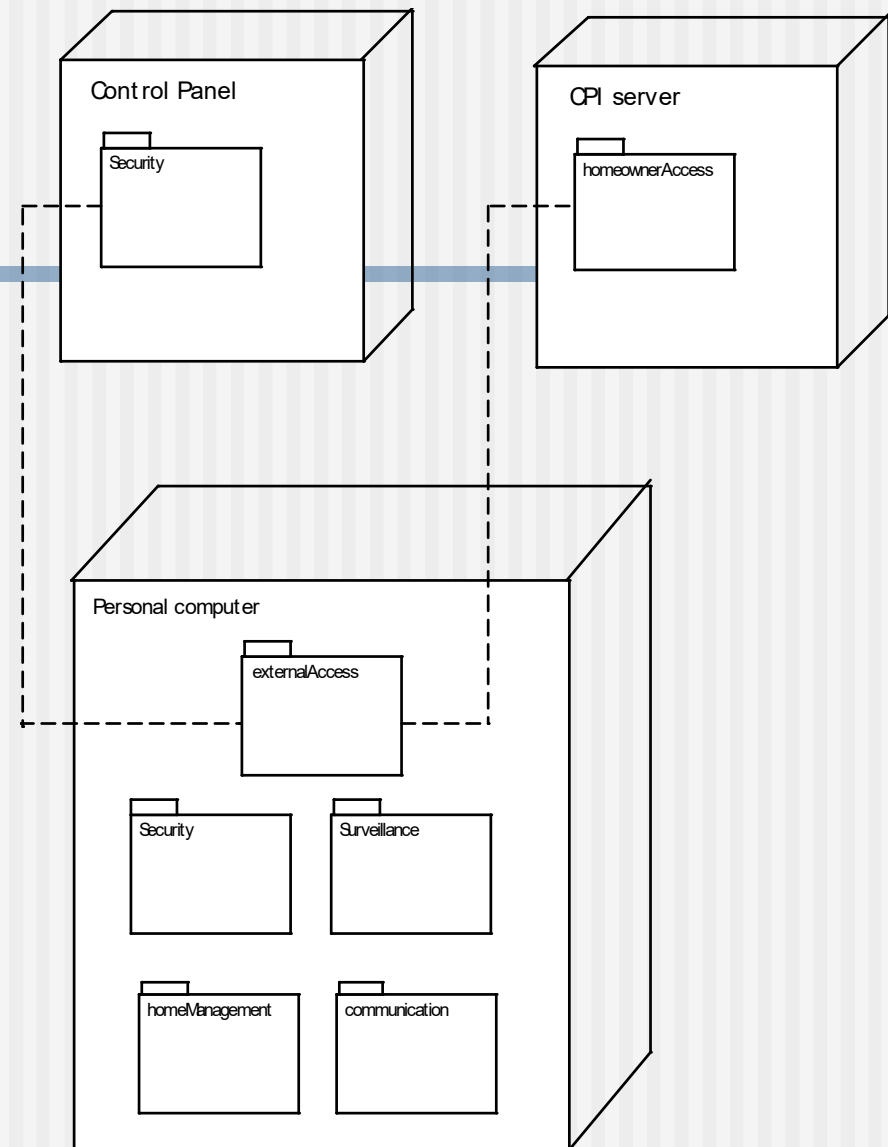 Control Panel
CPI server
Security
homeownerAccess
Personal computer
externalAccess
Security
Surveillance
homeManagement
communication